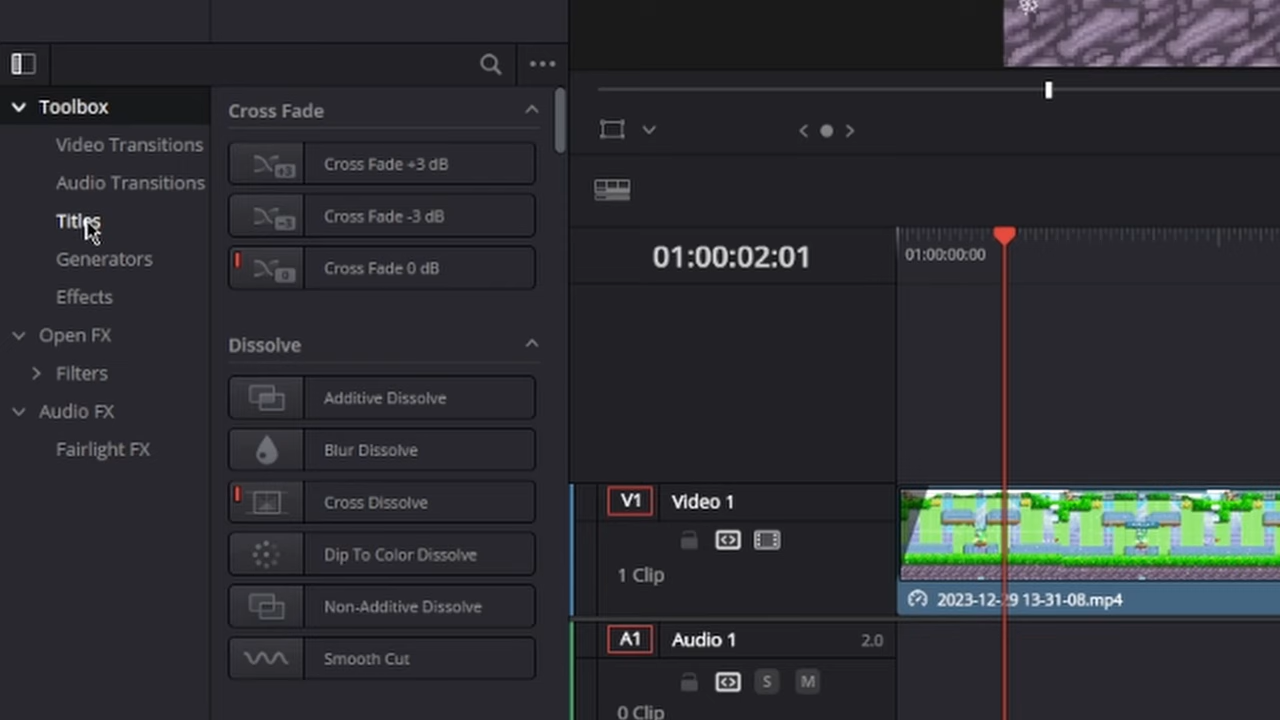 Toolbox
Video Transitions
Audio Transitions
Titles
Generators
Effects
Open FX
Filters
Audio FX
Fairlight FX
Cross Fade
+3
Cross Fade +3 dB
-3
Cross Fade -3 dB
0
Cross Fade 0 dB
Dissolve
Additive Dissolve
Blur Dissolve
Cross Dissolve
Dip To Color Dissolve
Non-Additive Dissolve
Smooth Cut
01:00:02:01
01:00:00:00
V1
Video 1
1 Clip
2023-12-29 13-31-08.mp4
A1
Audio 1
2.0
S
M
0 Clip